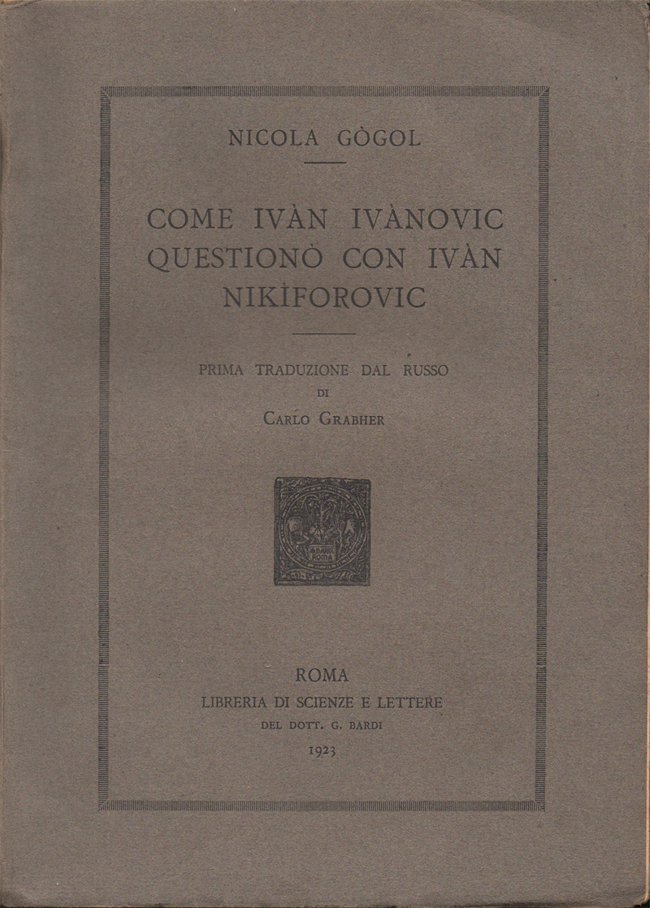 NICOLA GÒGOL
COME IVÀN IVÀNOVIC
QUESTIONÒ CON IVÀN
NIKÌFOROVIC
PRIMA TRADUZIONE DAL RUSSO
DI
CARLO GRABHER
ROMA
ROMA
LIBRERIA DI SCIENZE E LETTERE
DEL DOTT. G. BARDI
1923